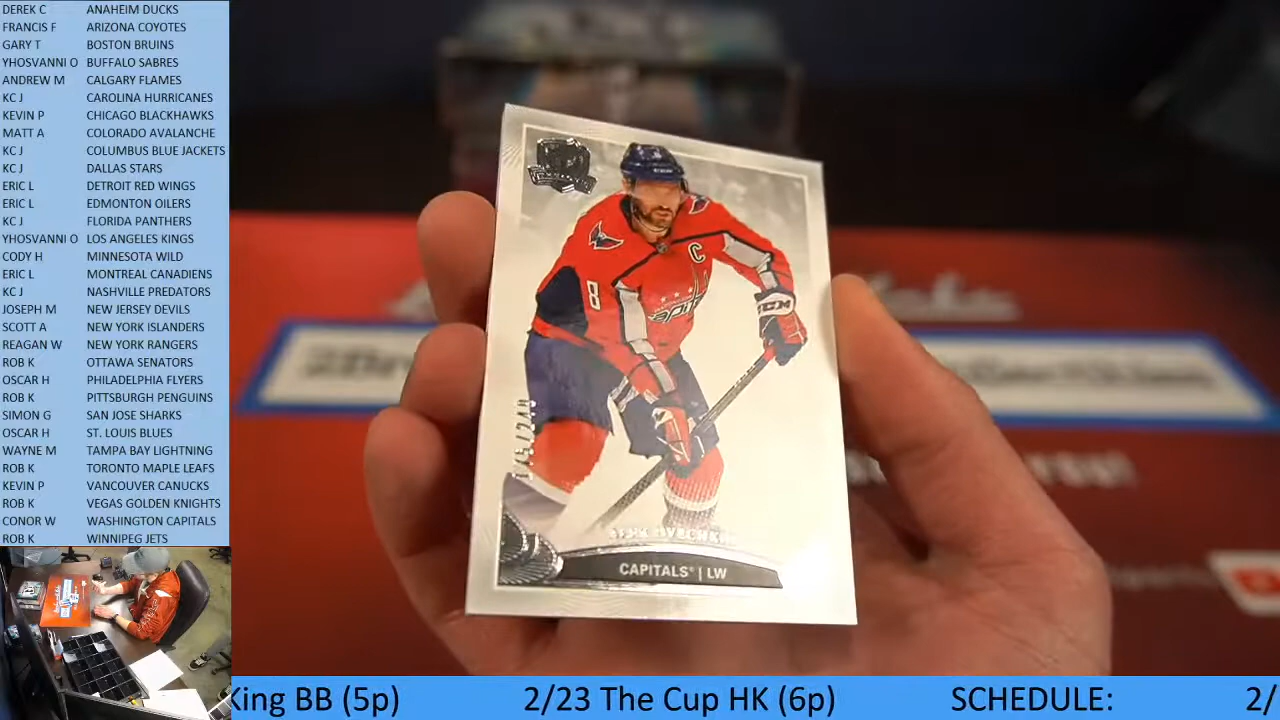 DEREK C ANAHEIM DUCKS
FRANCIS F ARIZONA COYOTES
GARY T BOSTON BRUINS
YHOSVANNI O BUFFALO SABRES
ANDREW M CALGARY FLAMES
KC J CAROLINA HURRICANES
KEVIN P CHICAGO BLACKHAWKS
MATT A COLORADO AVALANCHE
KC J COLUMBUS BLUE JACKETS
KC J DALLAS STARS
ERIC L DETROIT RED WINGS
ERIC L EDMONTON OILERS
KC J FLORIDA PANTHERS
YHOSVANNI O LOS ANGELES KINGS
CODY H MINNESOTA WILD
ERIC L MONTREAL CANADIENS
KC J NASHVILLE PREDATORS
JOSEPH M NEW JERSEY DEVILS
SCOTT A NEW YORK ISLANDERS
REAGAN W NEW YORK RANGERS
ROB K OTTAWA SENATORS
OSCAR H PHILADELPHIA FLYERS
ROB K PITTSBURGH PENGUINS
SIMON G SAN JOSE SHARKS
OSCAR H ST. LOUIS BLUES
WAYNE M TAMPA BAY LIGHTNING
ROB K TORONTO MAPLE LEAFS
KEVIN P VANCOUVER CANUCKS
ROB K VEGAS GOLDEN KNIGHTS
CONOR W WASHINGTON CAPITALS
ROB K WINNIPEG JETS
C
8
CCM
CAPITALS | LW
King BB (5p) 2/23 The Cup HK (6p) SCHEDULE: 2/